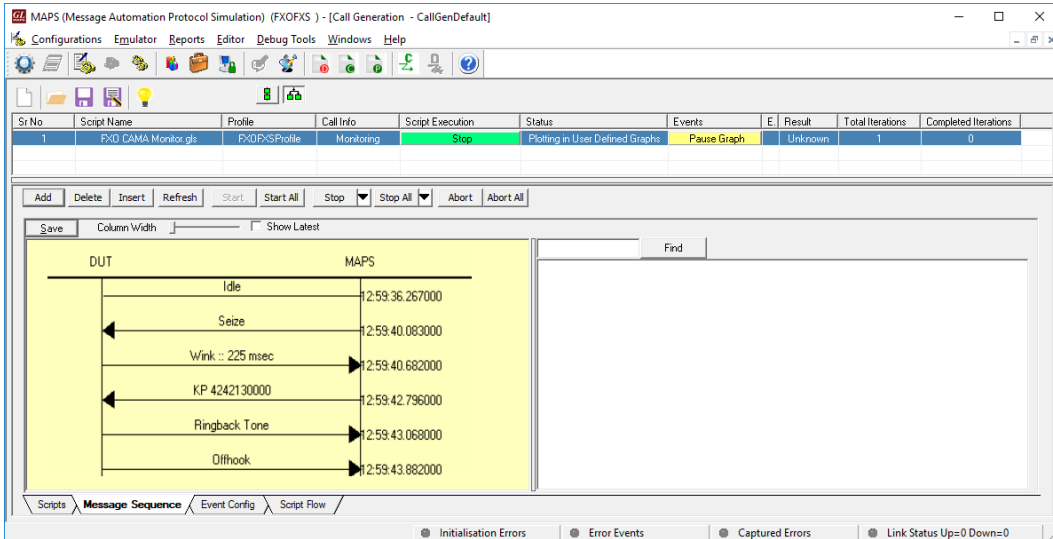 MAPS (Message Automation Protocol Simulation) (FXOFXS ) - [Call Generation - CallGenDefault]
Configurations Emulator Reports Editor Debug Tools Windows Help
Sr No Script Name Profile Call Info Script Execution Status Events E. Result Total Iterations Completed Iterations
1 FXO CAMA Monitor.gls FXOFXSProfile Monitoring Stop Plotting in User Defined Graphs Pause Graph Unknown 1 0
Add Delete Insert Refresh Start Start All Stop Stop All Abort Abort All
Save Column Width Show Latest
Find
DUT MAPS
Idle
12:59:36.267000
Seize
12:59:40.083000
Wink :: 225 msec
12:59:40.682000
KP 4242130000
12:59:42.796000
Ringback Tone
12:59:43.068000
Offhook
12:59:43.882000
Scripts Message Sequence Event Config Script Flow
Initialisation Errors Error Events Captured Errors Link Status Up=0 Down=0